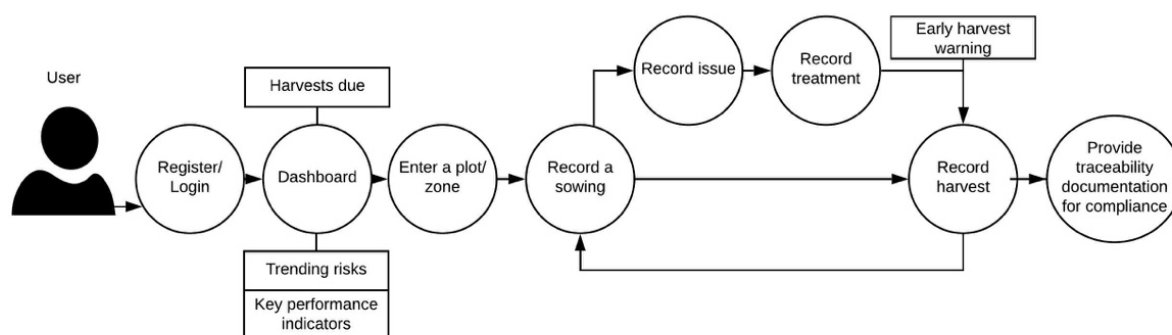 User
Register/
Login
Harvests due
Dashboard
Trending risks
Key performance
indicators
Enter a plot/
zone
Record a
sowing
Record issue
Record
treatment
Early harvest
warning
Record
harvest
Provide
traceability
documentation
for compliance